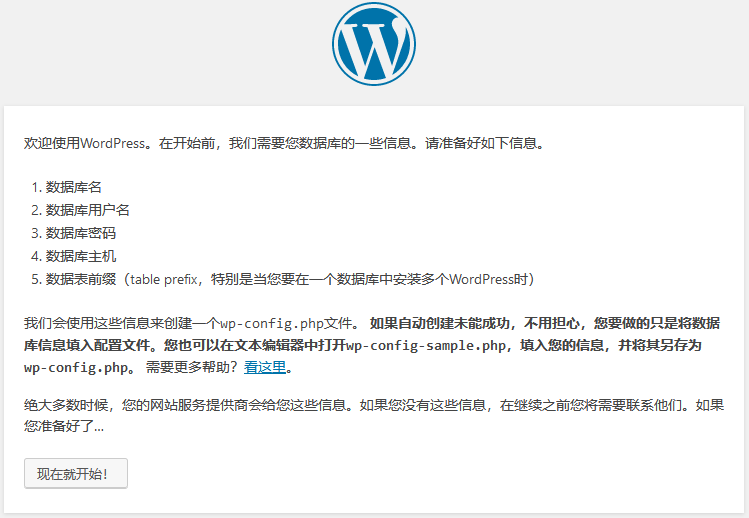 欢迎使用WordPress。在开始前，我们需要您数据库的一些信息。请准备好如下信息。
1. 数据库名
2. 数据库用户名
3. 数据库密码
4. 数据库主机
5. 数据表前缀（table prefix，特别是当您要在一个数据库中安装多个WordPress时）
我们会使用这些信息来创建一个wp-config.php文件。 如果自动创建未能成功，不用担心，您要做的只是将数据
库信息填入配置文件。您也可以在文本编辑器中打开wp-config-sample.php，填入您的信息，并将其另存为
wp-config.php。 需要更多帮助？看这里。
绝大多数时候，您的网站服务提供商会给您这些信息。如果您没有这些信息，在继续之前您将需要联系他们。如果
您准备好了...
现在就开始！